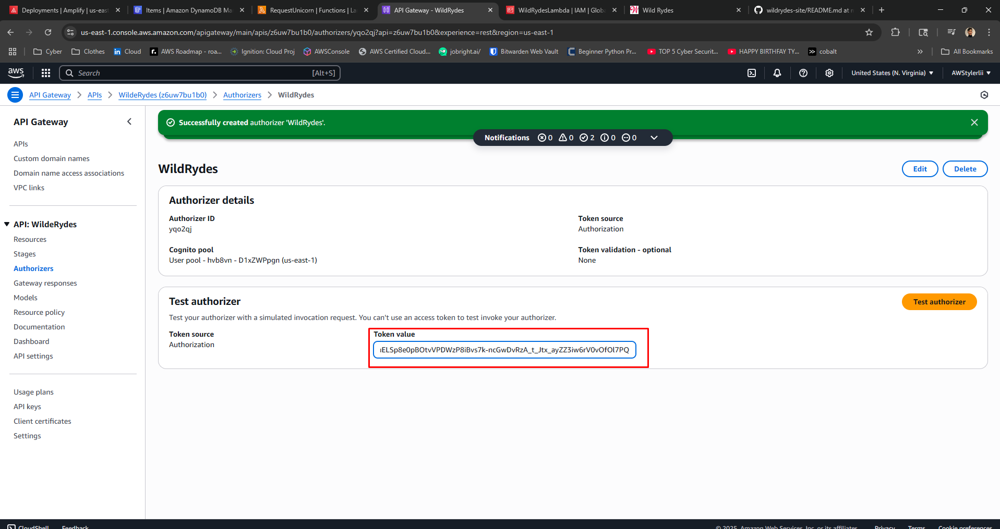 Deployments | Amplify | us-east
Items | Amazon DynamoDB Ma
RequestUnicorn | Functions | La
API Gateway - WildRydes
WildRydesLambda | IAM | Globa
Wild Rydes
wildrydes-site/README.md at m
us-east-1.console.aws.amazon.com/apigateway/main/apis/z6uw7bu1b0/authorizers/yqo2qj?api=z6uw7bu1b0&experience=rest&region=us-east-1
Cyber
Clothes
Cloud
AWS Roadmap - roa...
Ignition: Cloud Proj
AWSConsole
AWS Certified Cloud...
jobright.ai/
Bitwarden Web Vault
Beginner Python Pr...
TOP 5 Cyber Securit...
HAPPY BIRTHFAY TY...
cobalt
All Bookmarks
aws
Search
[Alt+S]
United States (N. Virginia)
AWStylerlii
API Gateway
APIs
WildeRydes (z6uw7bu1b0)
Authorizers
WildRydes
API Gateway
APIs
Custom domain names
Domain name access associations
VPC links
API: WildeRydes
Resources
Stages
Authorizers
Gateway responses
Models
Resource policy
Documentation
Dashboard
API settings
Usage plans
API keys
Client certificates
Settings
Successfully created authorizer 'WildRydes'.
Notifications 0 0 2 0 0
WildRydes
Edit
Delete
Authorizer details
Authorizer ID
yqo2qj
Token source
Authorization
Cognito pool
User pool - hvb8vn - D1xZWPpgn (us-east-1)
Token validation - optional
None
Test authorizer
Test authorizer
Test your authorizer with a simulated invocation request. You can't use an access token to test invoke your authorizer.
Token source
Authorization
Token value
ELSp8e0pBOtvVPDWzP8iBvs7k-ncGwDvRzA_t_Jtx_ayZZ3iw6rV0vOfOl7PQ
CloudShell
Feedback
© 2025, Amazon Web Services, Inc. or its affiliates.
Privacy
Terms
Cookie preferences